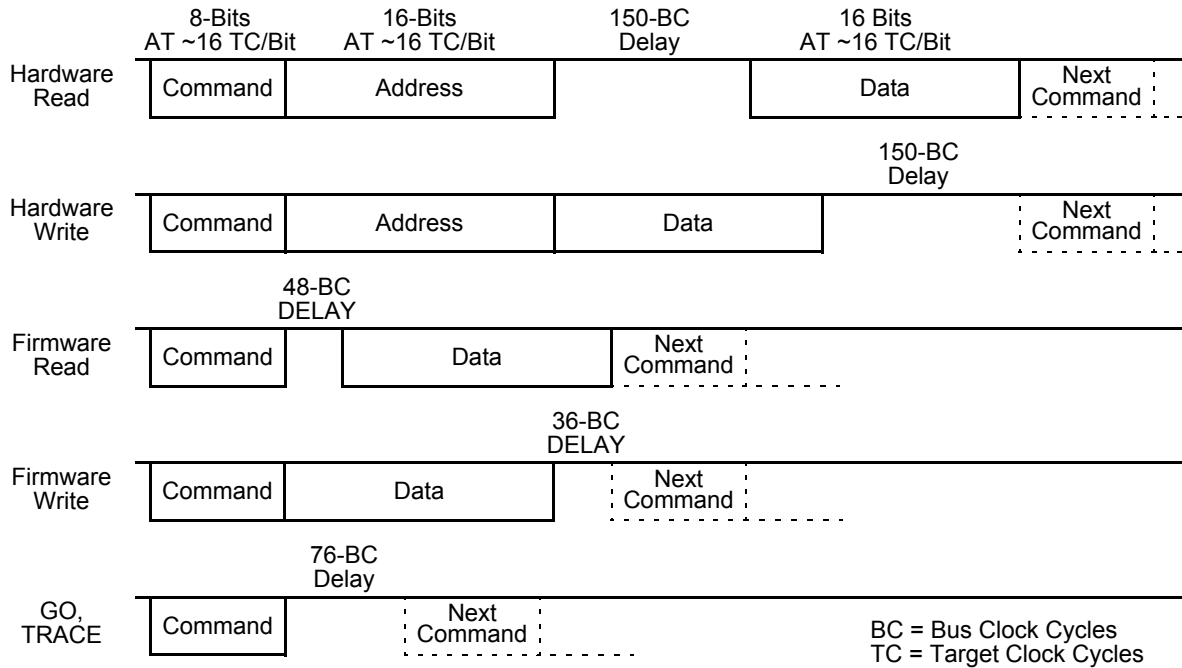 8-Bits 16-Bits 150-BC 16 Bits
AT ~16 TC/Bit AT ~16 TC/Bit Delay AT ~16 TC/Bit
Hardware
Read
Command Address Data Next
Command
150-BC
Delay
Hardware
Write
Command Address Data Next
Command
48-BC
DELAY
Firmware
Read
Command Data Next
Command
36-BC
DELAY
Firmware
Write
Command Data Next
Command
76-BC
Delay
GO,
TRACE
Command Next
Command
BC = Bus Clock Cycles
TC = Target Clock Cycles